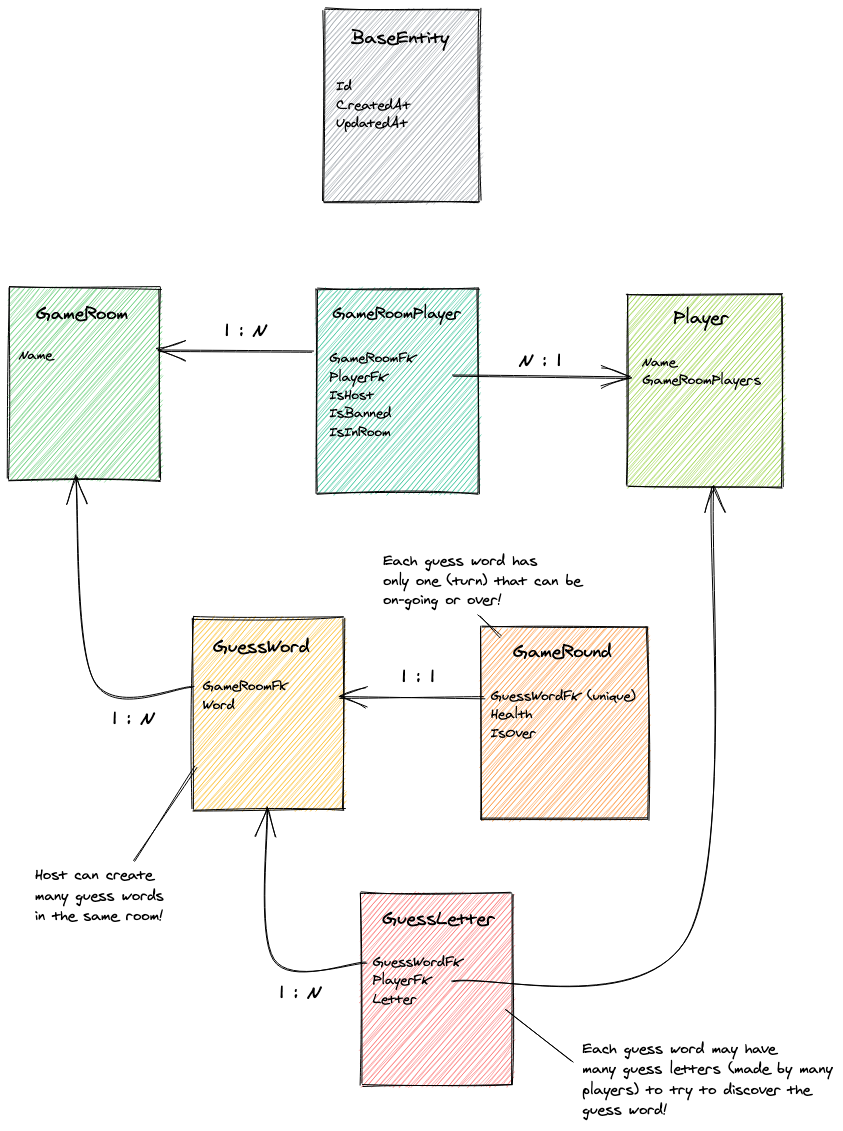 BaseEntity
Id
CreatedAt
UpdatedAt
GameRoom
Name
1 : N
GameRoomPlayer
GameRoomFK
PlayerFK
IsHost
IsBanned
IsInRoom
N : 1
Player
Name
GameRoomPlayers
Each guess word has
only one (turn) that can be
on-going or over!
GuessWord
GameRoomFK
Word
1 : N
1 : 1
GameRound
GuessWordFK (unique)
Health
IsOver
Host can create
many guess words
in the same room!
GuessLetter
GuessWordFK
PlayerFK
Letter
1 : N
Each guess word may have
many guess letters (made by many
players) to try to discover the
guess word!